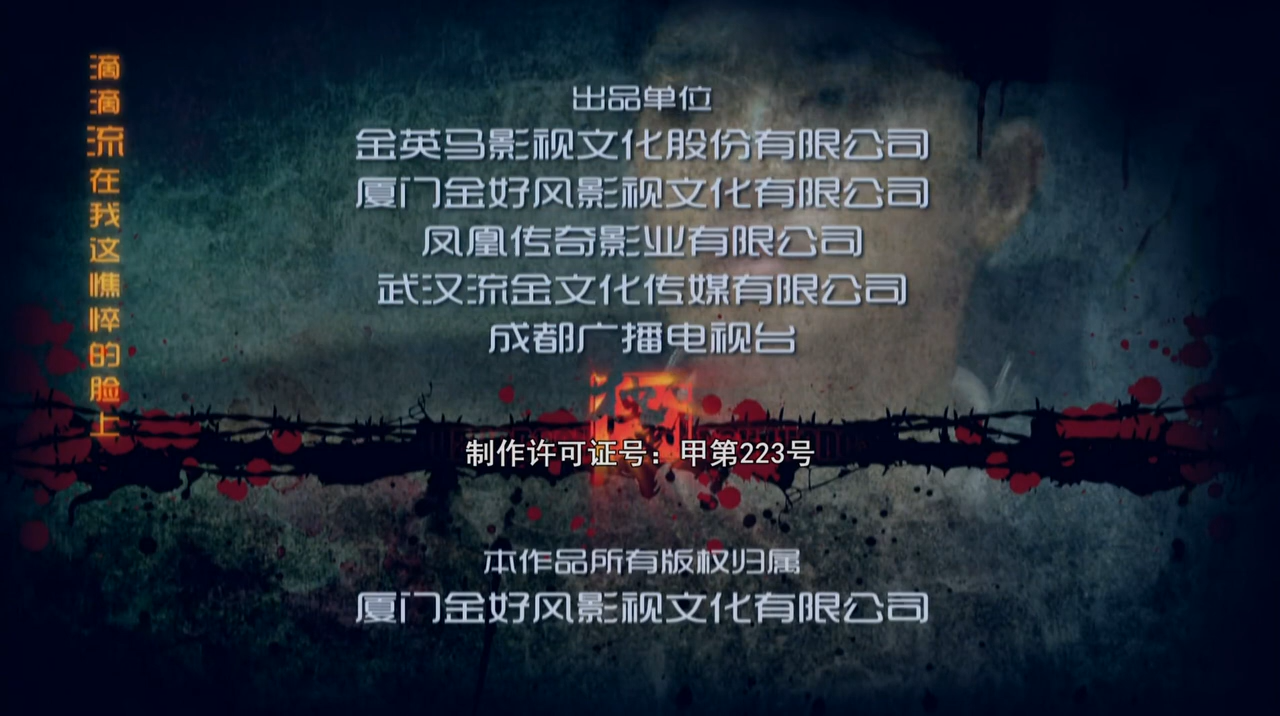 滴滴流在我这憔悴的脸上
出品单位
金英马影视文化股份有限公司
厦门金好风影视文化有限公司
凤凰传奇影业有限公司
武汉流金文化传媒有限公司
成都广播电视台
制作许可证号：甲第223号
本作品所有版权归属
厦门金好风影视文化有限公司